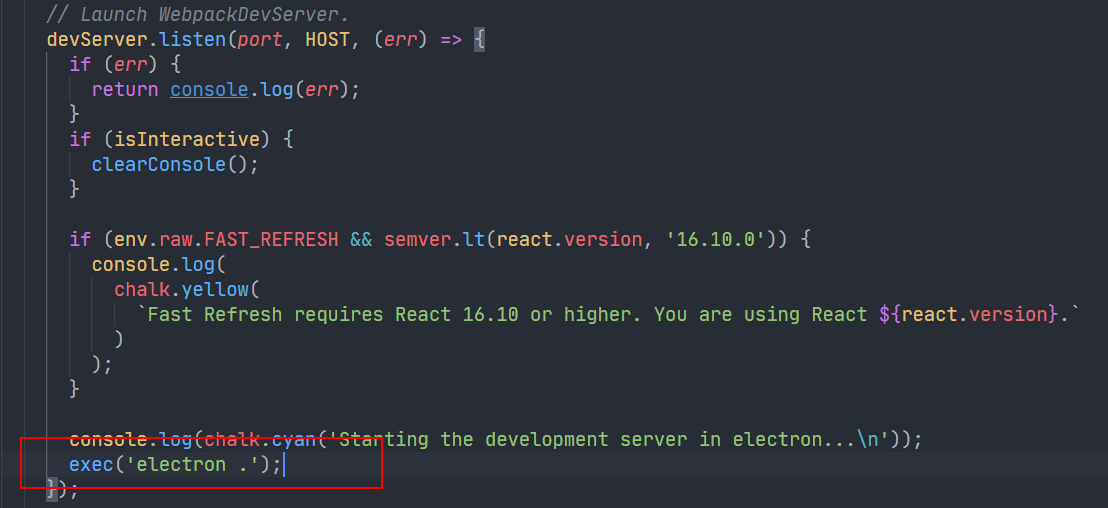 // Launch WebpackDevServer.
devServer.listen(port, HOST, (err) => {
  if (err) {
    return console.log(err);
  }
  if (isInteractive) {
    clearConsole();
  }

  if (env.raw.FAST_REFRESH && semver.lt(react.version, '16.10.0')) {
    console.log(
      chalk.yellow(
        `Fast Refresh requires React 16.10 or higher. You are using React ${react.version}.`
      )
    );
  }

  console.log(chalk.cyan('Starting the development server in electron...\n'));
  exec('electron .');
});